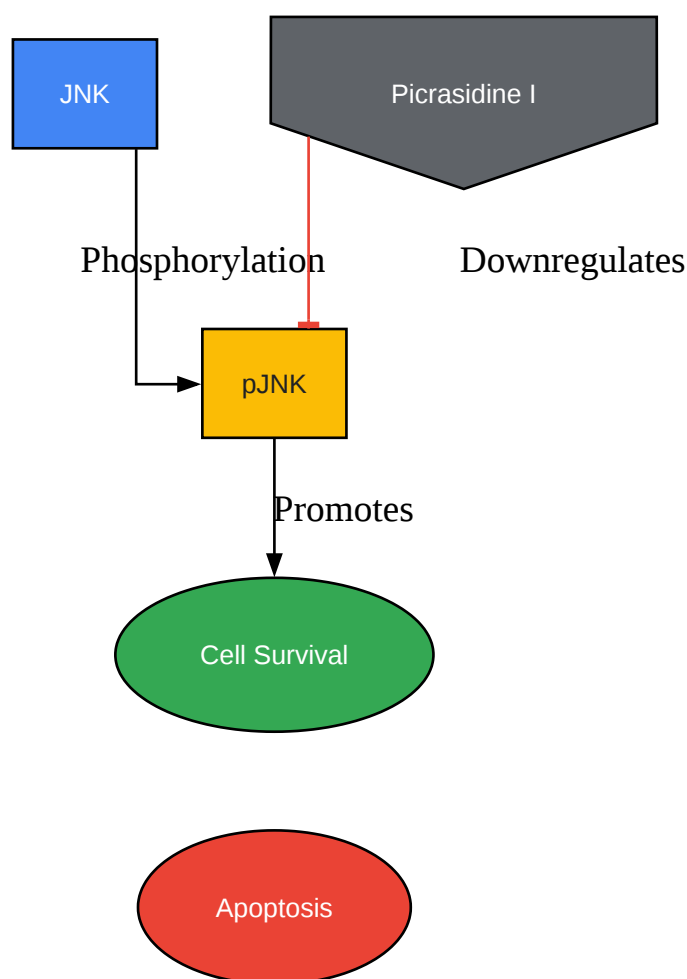 JNK
Picrasidine I
Phosphorylation
Downregulates
pJNK
Promotes
Cell Survival
Apoptosis